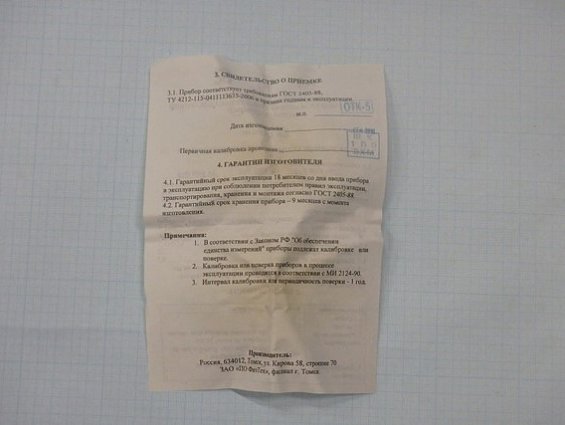 3. СВИДЕТЕЛЬСТВО О ПРИЕМКЕ
3.1. Прибор соответствует требованиям ГОСТ 2405-88,
ТУ 4212-115- и признан годным к эксплуатации.
м.п.
ОТК-5
Дата изготовления
Первичная калибровка проведена
4. ГАРАНТИИ ИЗГОТОВИТЕЛЯ
4.1. Гарантийный срок эксплуатации 18 месяцев со дня ввода прибора
в эксплуатацию при соблюдении потребителем правил эксплуатации,
транспортирования, хранения и монтажа согласно ГОСТ 2405-88
4.2. Гарантийный срок хранения прибора – 9 месяцев с момента
изготовления.
Примечания:
1. В соответствии с Законом РФ "Об обеспечении
единства измерений" приборы подлежат калибровке или
поверке.
2. Калибровка или поверка приборов в процессе
эксплуатации проводится в соответствии с МИ 2124-90.
3. Интервал калибровки или периодичность поверки - 1 год.
Производитель:
Россия, 634012, Томск, ул. Кирова 58, строение 70
ЗАО «ПО ФизТех», филиал г. Томск